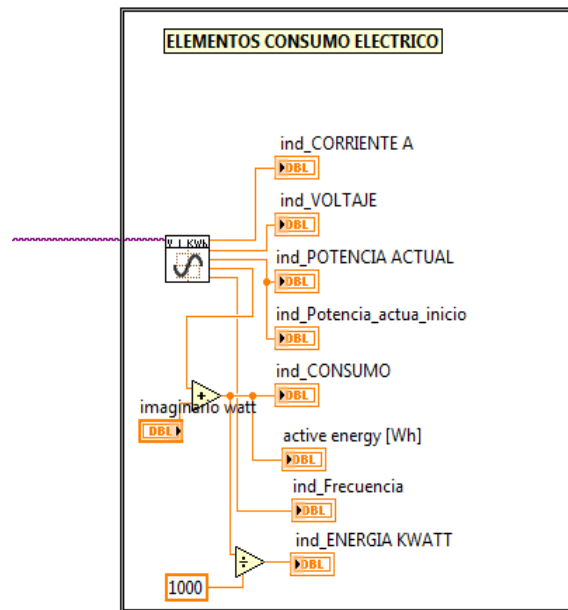 ELEMENTOS CONSUMO ELECTRICO
ind_CORRIENTE A
DBL
ind_VOLTAJE
DBL
V I KWh
ind_POTENCIA ACTUAL
DBL
ind_Potencia_actua_inicio
DBL
ind_CONSUMO
DBL
+
imaginario watt
DBL
active energy [Wh]
DBL
ind_Frecuencia
DBL
ind_ENERGIA KWATT
÷
DBL
1000